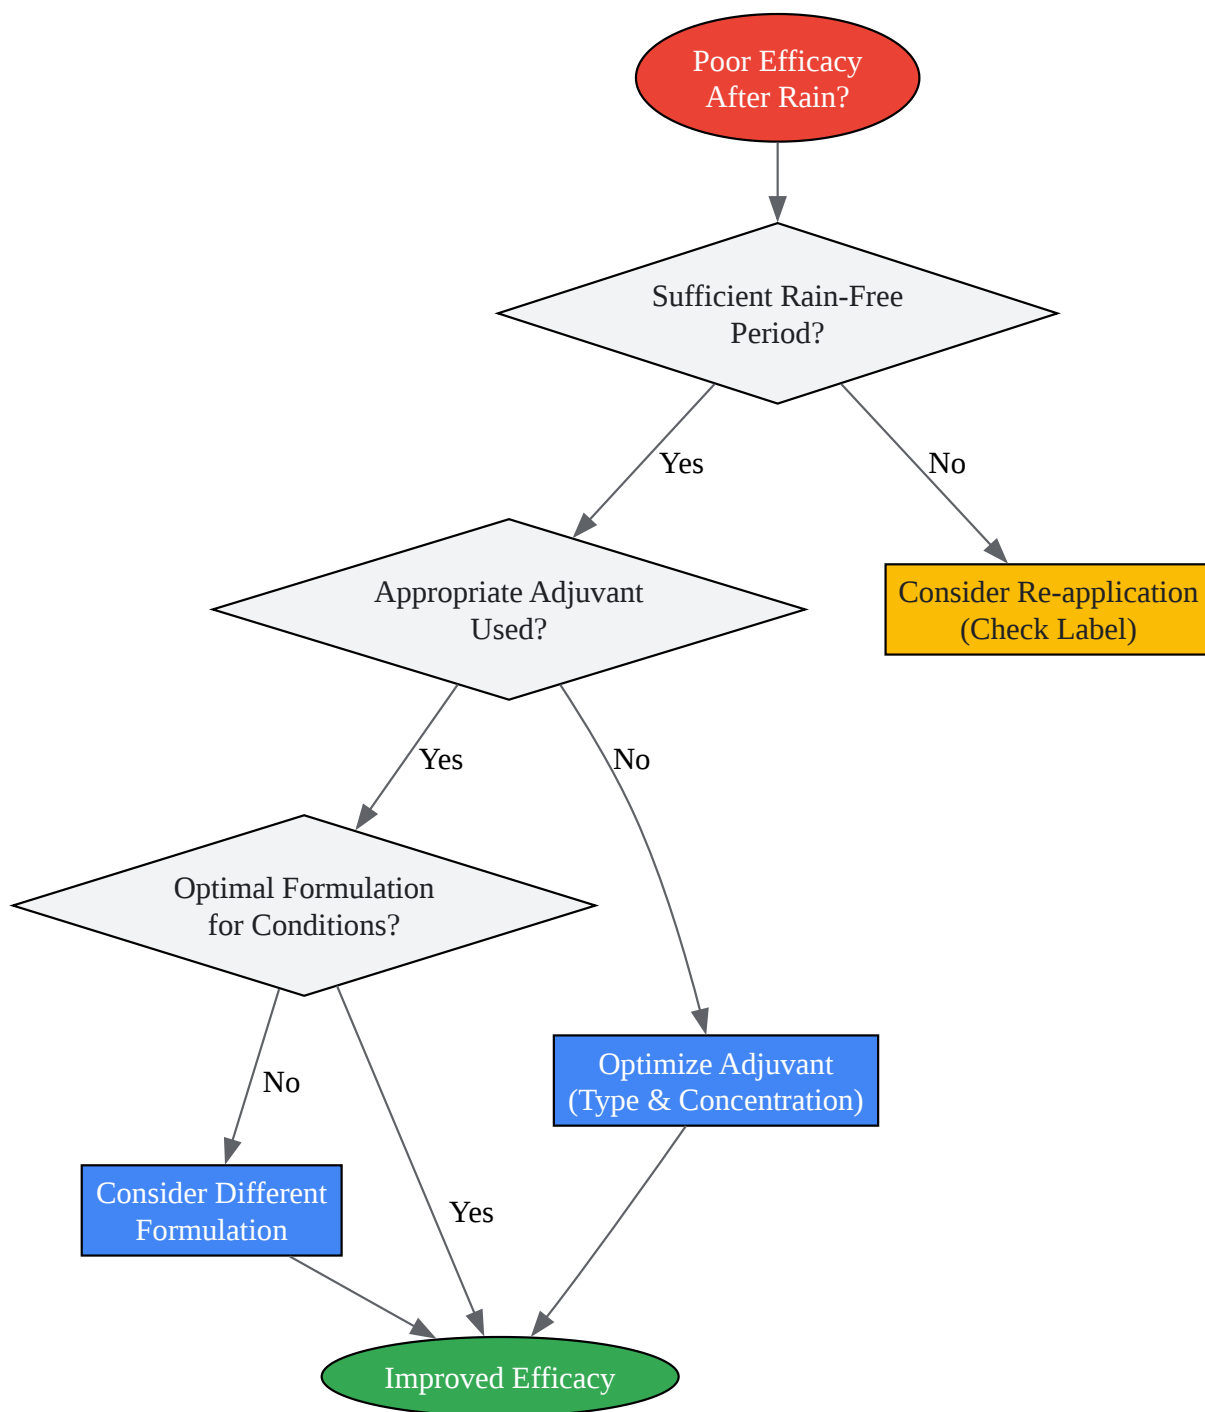 Poor Efficacy
After Rain?
Sufficient Rain-Free
Period?
Yes
No
Appropriate Adjuvant
Used?
Consider Re-application
(Check Label)
Yes
No
Optimal Formulation
for Conditions?
Optimize Adjuvant
(Type & Concentration)
No
Consider Different
Formulation
Yes
Improved Efficacy